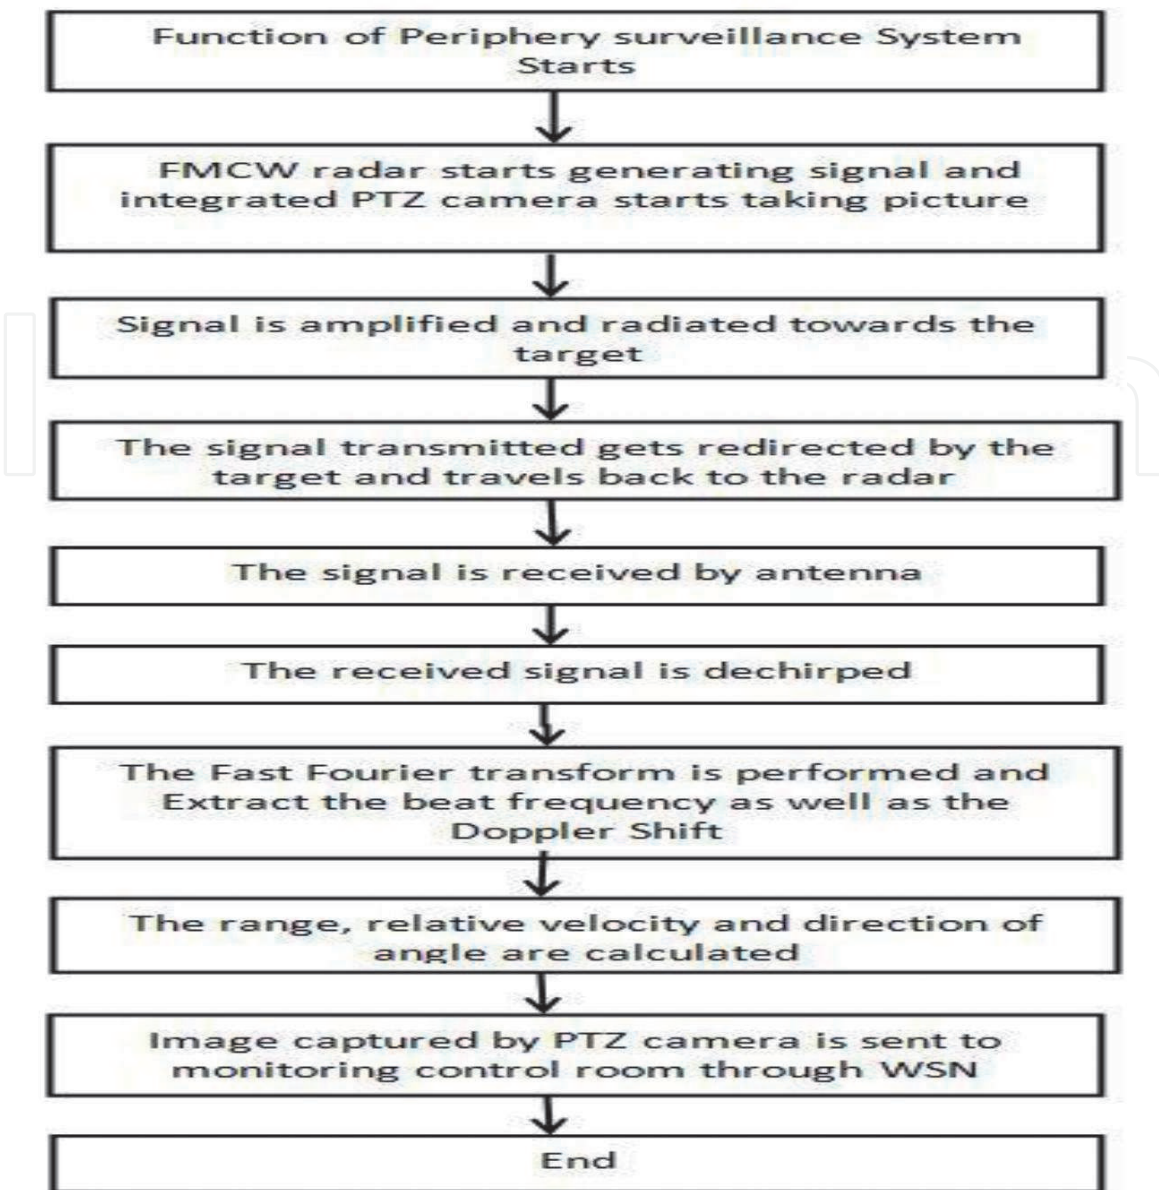 Function of Periphery surveillance System
Starts
FMCW radar starts generating signal and
integrated PTZ camera starts taking picture
Signal is amplified and radiated towards the
target
The signal transmitted gets redirected by the
target and travels back to the radar
The signal is received by antenna
The received signal is dechirped
The Fast Fourier transform is performed and
Extract the beat frequency as well as the
Doppler Shift
The range, relative velocity and direction of
angle are calculated
Image captured by PTZ camera is sent to
monitoring control room through WSN
End